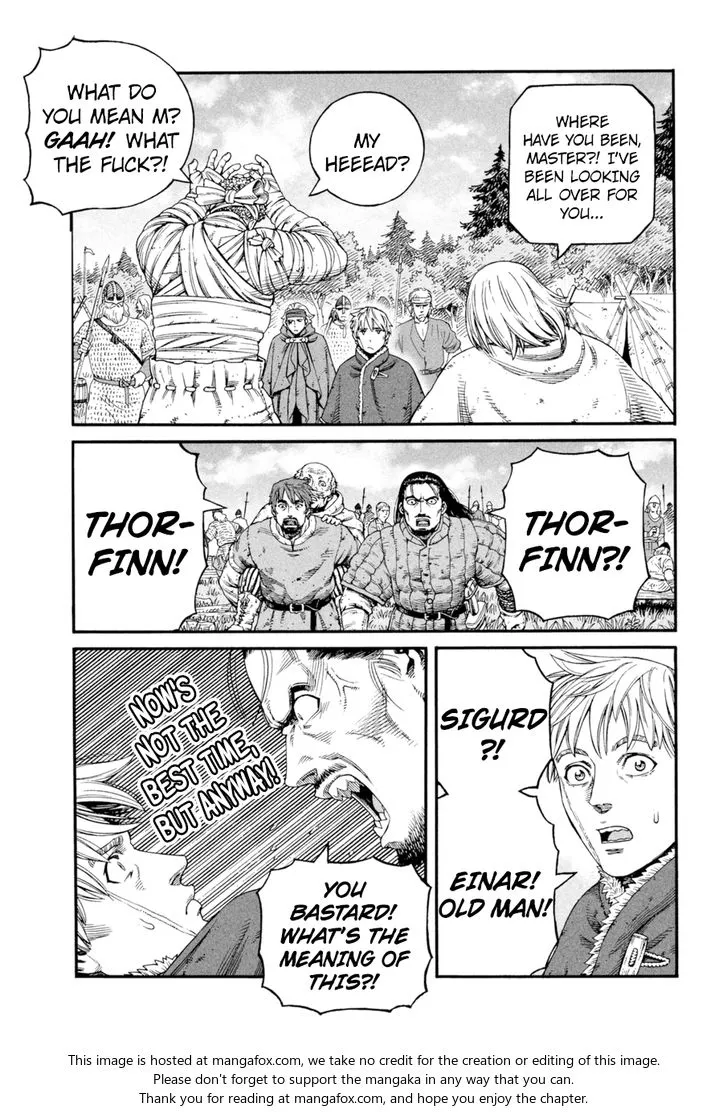 WHAT DO
YOU MEAN M?
GAAH! WHAT
THE FUCK?!
MY
HEEEAD?
WHERE
HAVE YOU BEEN,
MASTER?! I'VE
BEEN LOOKING
ALL OVER FOR
YOU...
THOR-
FINN!
THOR-
FINN?!
NOW'S
NOT THE
BEST TIME,
BUT ANYWAY!
YOU
BASTARD!
WHAT'S THE
MEANING OF
THIS?!
SIGURD
?!
EINAR!
OLD MAN!
This image is hosted at mangafox.com, we take no credit for the creation or editing of this image.
Please don't forget to support the mangaka in any way that you can.
Thank you for reading at mangafox.com, and hope you enjoy the chapter.